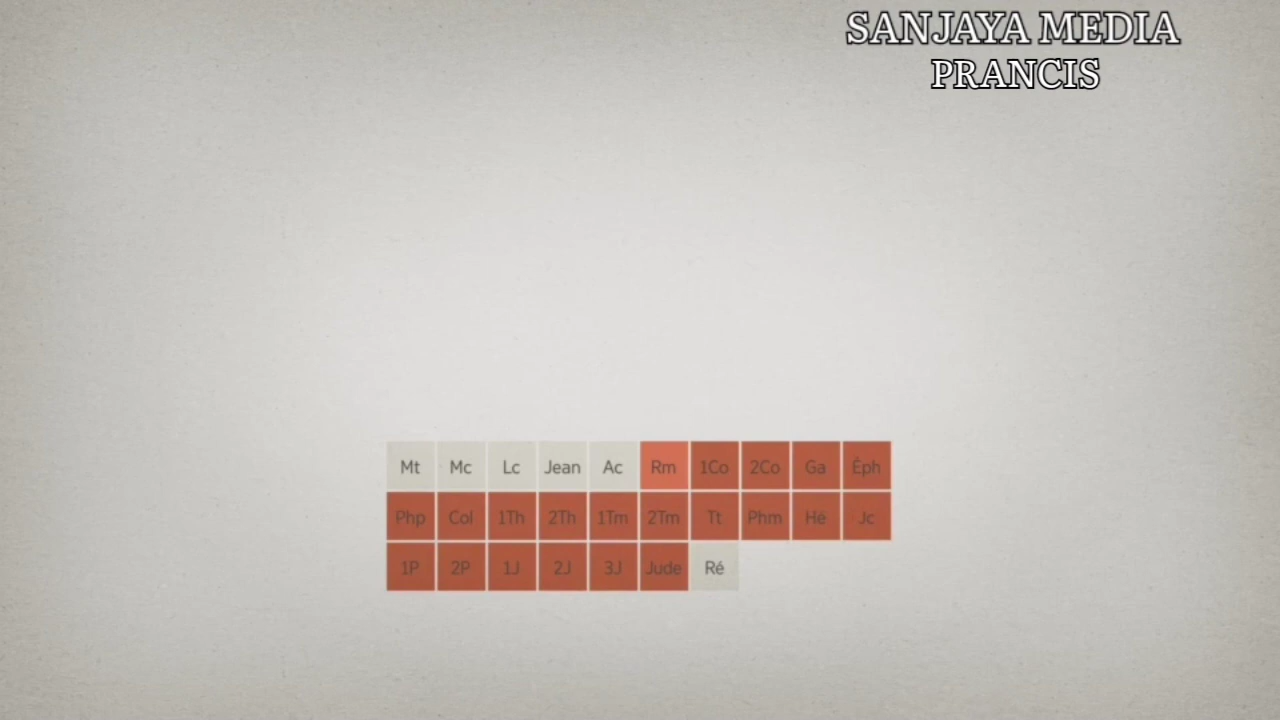 SANJAYA MEDIA
PRANCIS
Mt Mc Lc Jean Ac Rm 1Co 2Co Ga Éph
Php Col 1Th 2Th 1Tm 2Tm Tt Phm Hé Jc
1P 2P 1J 2J 3J Jude Ré